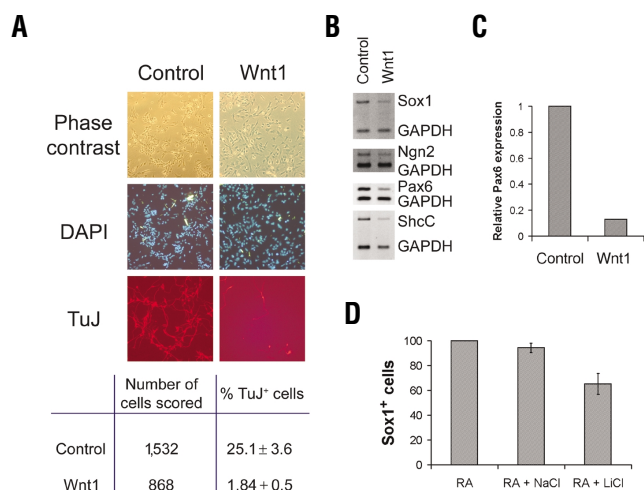 A
Control Wnt1
Phase contrast
DAPI
TuJ
Number of cells scored % TuJ⁺ cells
Control 1,532 25.1 ± 3.6
Wnt1 868 1.84 ± 0.5
B
Control Wnt1
Sox1
GAPDH
Ngn2
GAPDH
Pax6
GAPDH
ShcC
GAPDH
C
Relative Pax6 expression
1
0.8
0.6
0.4
0.2
0
Control Wnt1
D
Sox1⁺ cells
100
80
60
40
20
0
RA RA + NaCl RA + LiCl